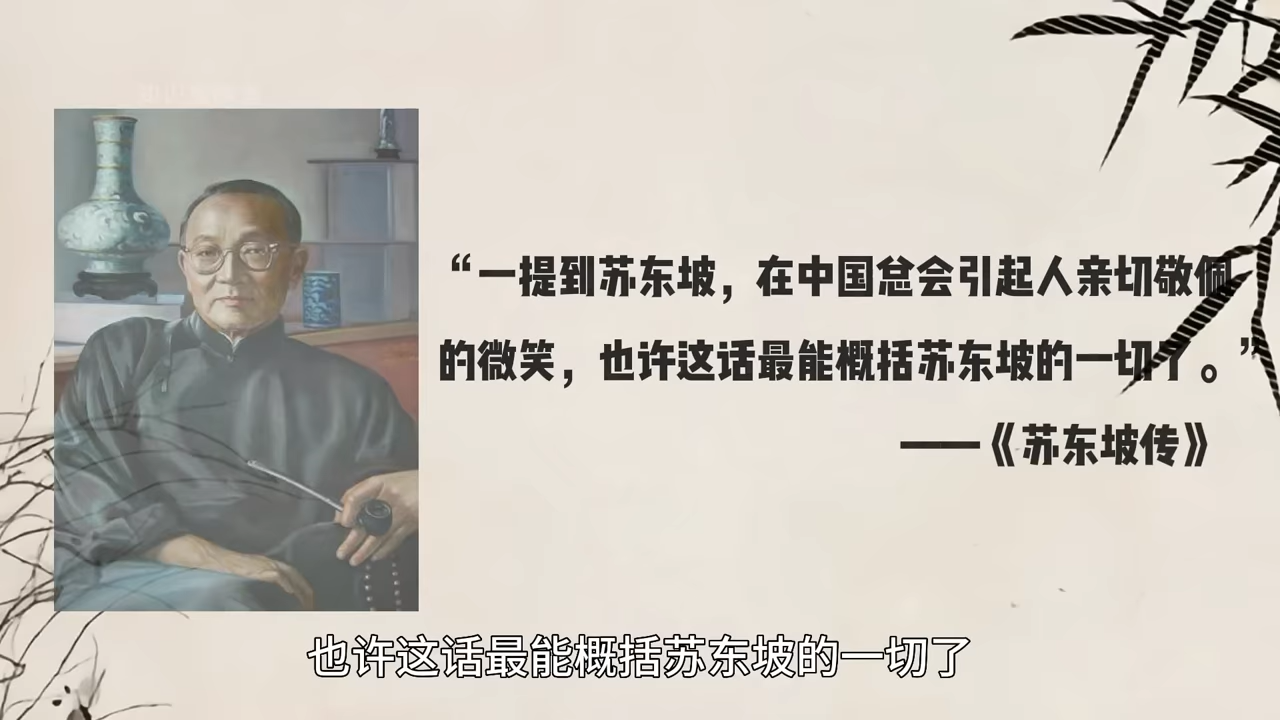 “一提到苏东坡，在中国总会引起人亲切敬佩
的微笑，也许这话最能概括苏东坡的一切了。”
——《苏东坡传》
也许这话最能概括苏东坡的一切了